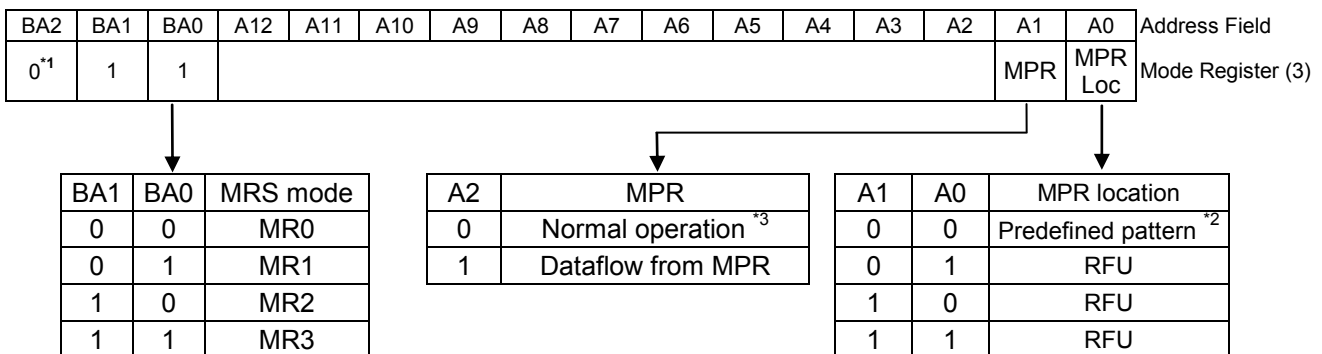 BA2 BA1 BA0 A12 A11 A10 A9 A8 A7 A6 A5 A4 A3 A2 A1 A0 Address Field
0*1 1 1 MPR MPR Loc Mode Register (3)
BA1 BA0 MRS mode
0 0 MR0
0 1 MR1
1 0 MR2
1 1 MR3
A2 MPR
0 Normal operation *3
1 Dataflow from MPR
A1 A0 MPR location
0 0 Predefined pattern *2
0 1 RFU
1 0 RFU
1 1 RFU